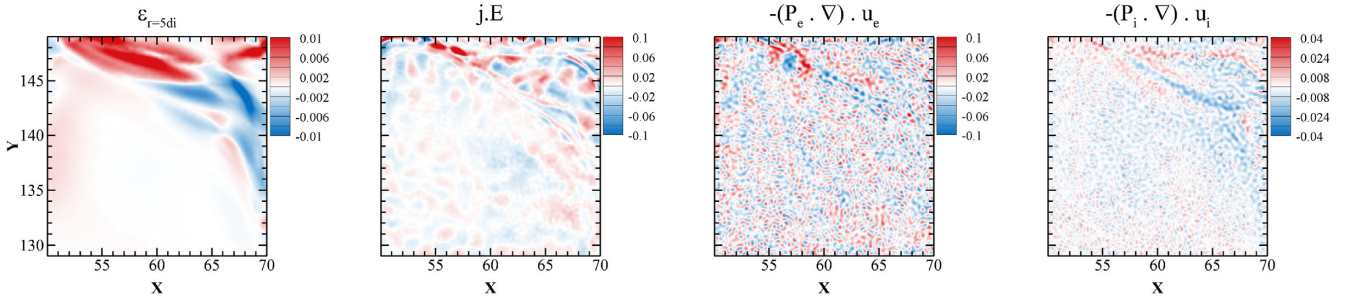 ε_{r=5di}
0.01
0.006
0.002
-0.002
-0.006
-0.01
Y
145
140
135
130
55 60 65 70
X
j.E
0.1
0.06
0.02
-0.02
-0.06
-0.1
55 60 65 70
X
-(P_e . ∇) . u_e
0.1
0.06
0.02
-0.02
-0.06
-0.1
55 60 65 70
X
-(P_i . ∇) . u_i
0.04
0.024
0.008
-0.008
-0.024
-0.04
55 60 65 70
X